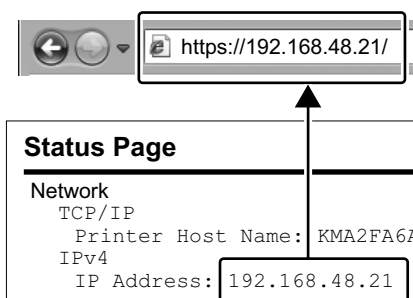 https://192.168.48.21/
Status Page
Network
TCP/IP
Printer Host Name: KMA2FA6A
IPv4
IP Address: 192.168.48.21